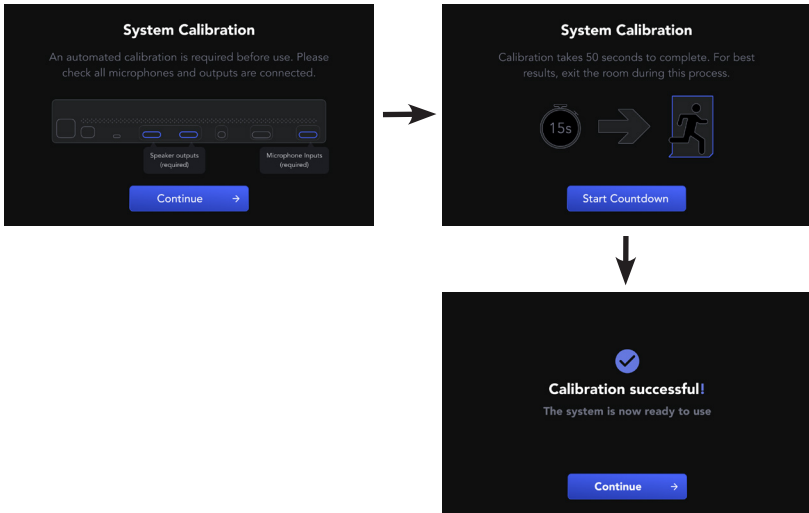 System Calibration
An automated calibration is required before use. Please
check all microphones and outputs are connected.
Speaker outputs
(required)
Microphone Inputs
(required)
Continue →
System Calibration
Calibration takes 50 seconds to complete. For best
results, exit the room during this process.
15s
Start Countdown
Calibration successful!
The system is now ready to use
Continue →